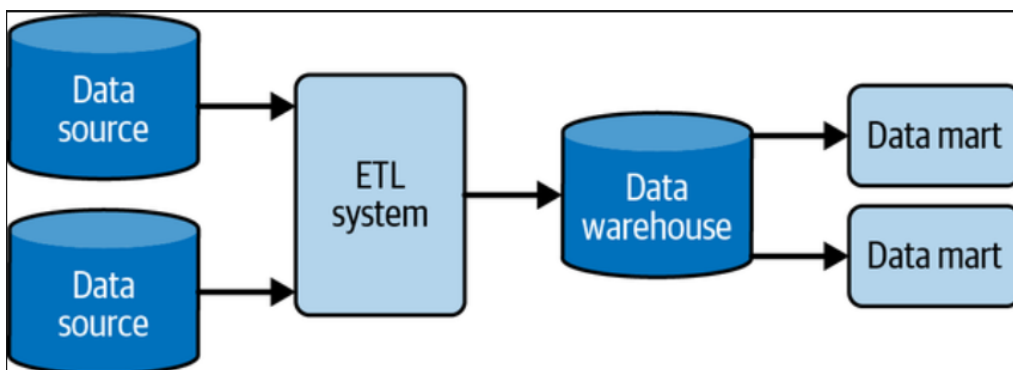 Data
source
Data
source
ETL
system
Data
warehouse
Data mart
Data mart